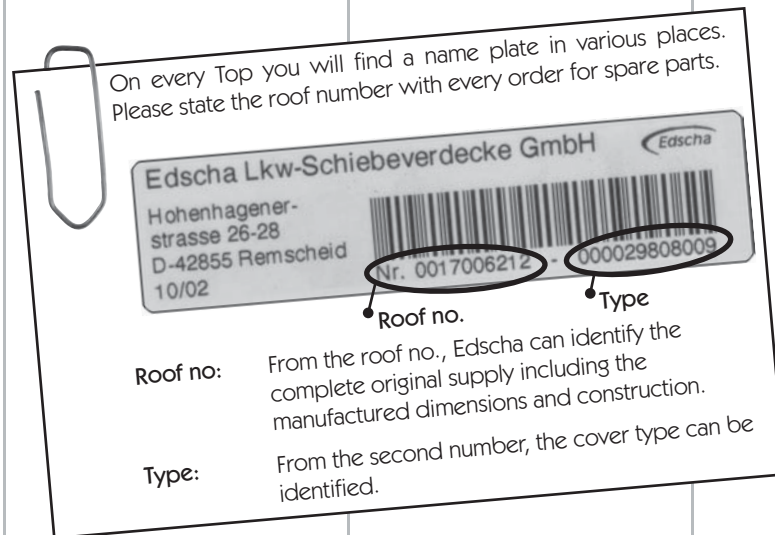 On every Top you will find a name plate in various places.
Please state the roof number with every order for spare parts.
Edscha Lkw-Schiebeverdecke GmbH
Edscha
Hohenhagener-
strasse 26-28
D-42855 Remscheid
10/02
Nr. 0017006212 - 000029808009
Roof no.
Type
Roof no:
From the roof no., Edscha can identify the
complete original supply including the
manufactured dimensions and construction.
Type:
From the second number, the cover type can be
identified.